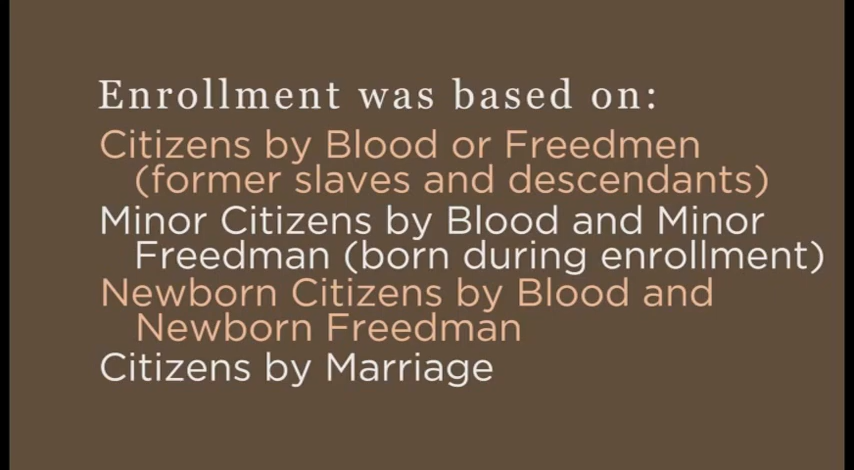 Enrollment was based on:
Citizens by Blood or Freedmen
(former slaves and descendants)
Minor Citizens by Blood and Minor
Freedman (born during enrollment)
Newborn Citizens by Blood and
Newborn Freedman
Citizens by Marriage